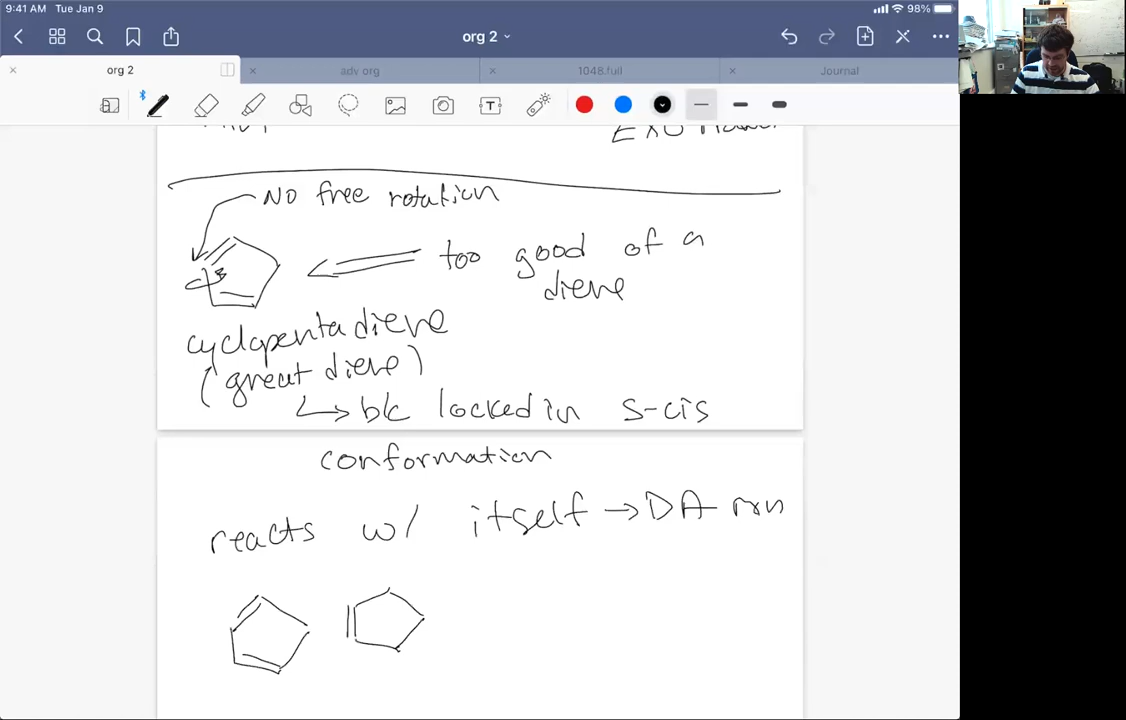 9:41 AM Tue Jan 9
98%
org 2
org 2
adv org
1048.full
Journal
T
EXO
No free rotation
too good of a
diene
cyclopentadiene
(great diene)
b/c locked in s-cis
conformation
reacts w/ itself → DA rxn